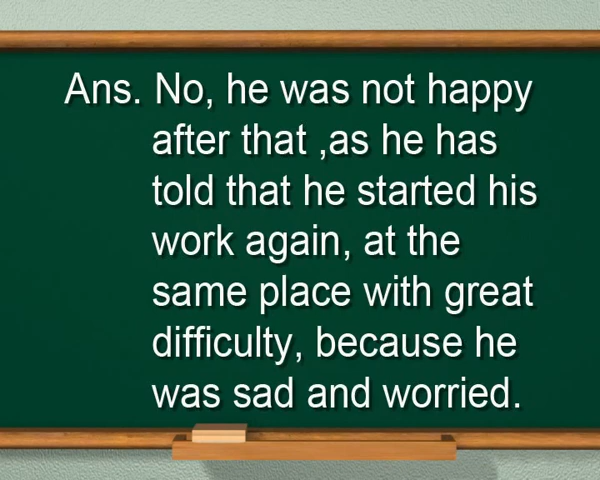 Ans. No, he was not happy
after that ,as he has
told that he started his
work again, at the
same place with great
difficulty, because he
was sad and worried.